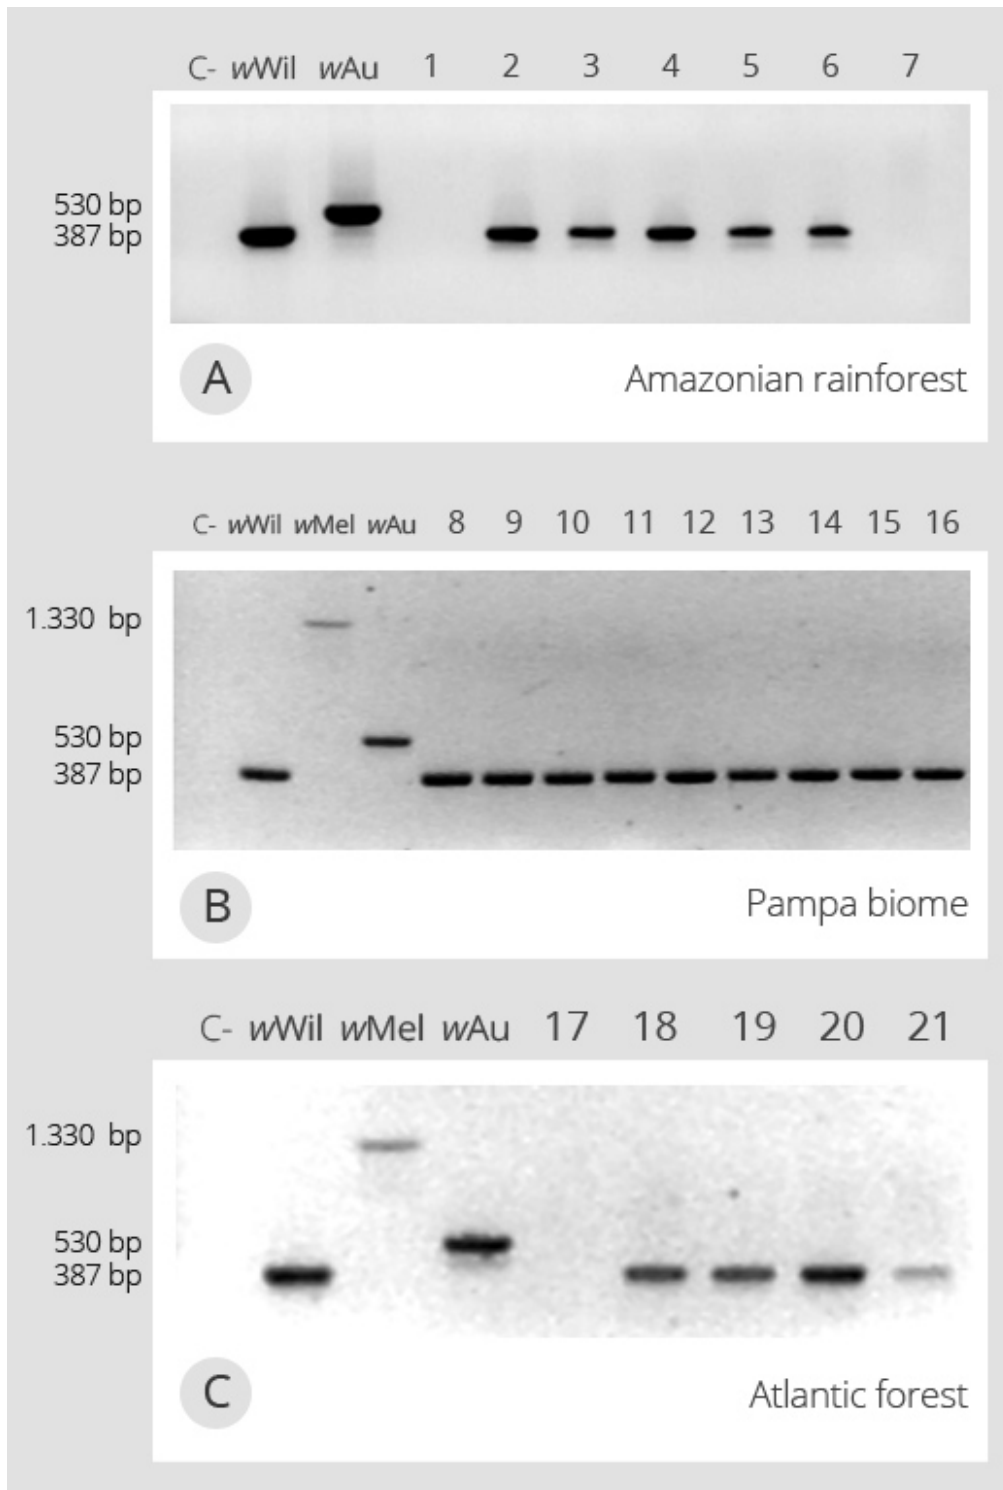 C- wWil wAu 1 2 3 4 5 6 7
530 bp
387 bp
A
Amazonian rainforest
C- wWil wMel wAu 8 9 10 11 12 13 14 15 16
1.330 bp
530 bp
387 bp
B
Pampa biome
C- wWil wMel wAu 17 18 19 20 21
1.330 bp
530 bp
387 bp
C
Atlantic forest